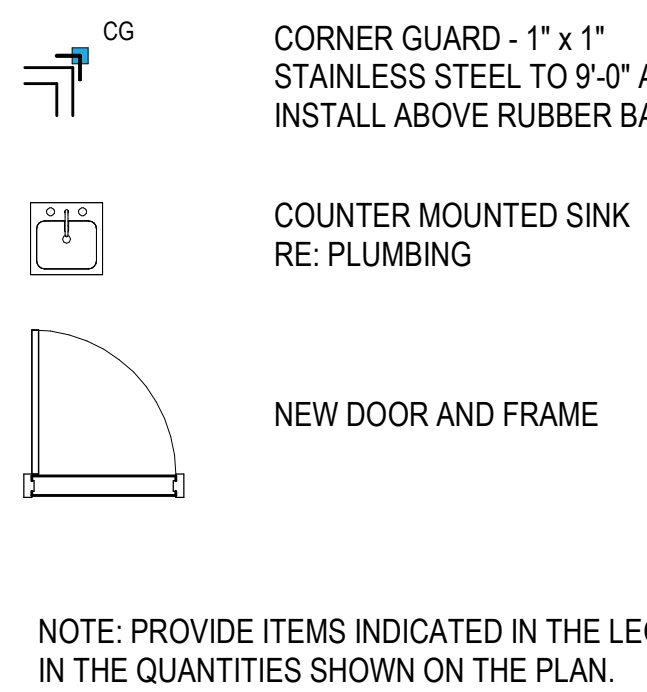 CG
CORNER GUARD - 1" x 1"
STAINLESS STEEL TO 9'-0"
INSTALL ABOVE RUBBER
COUNTER MOUNTED SINK
RE: PLUMBING
NEW DOOR AND FRAME
NOTE: PROVIDE ITEMS INDICATED IN THE
IN THE QUANTITIES SHOWN ON THE PLAN.